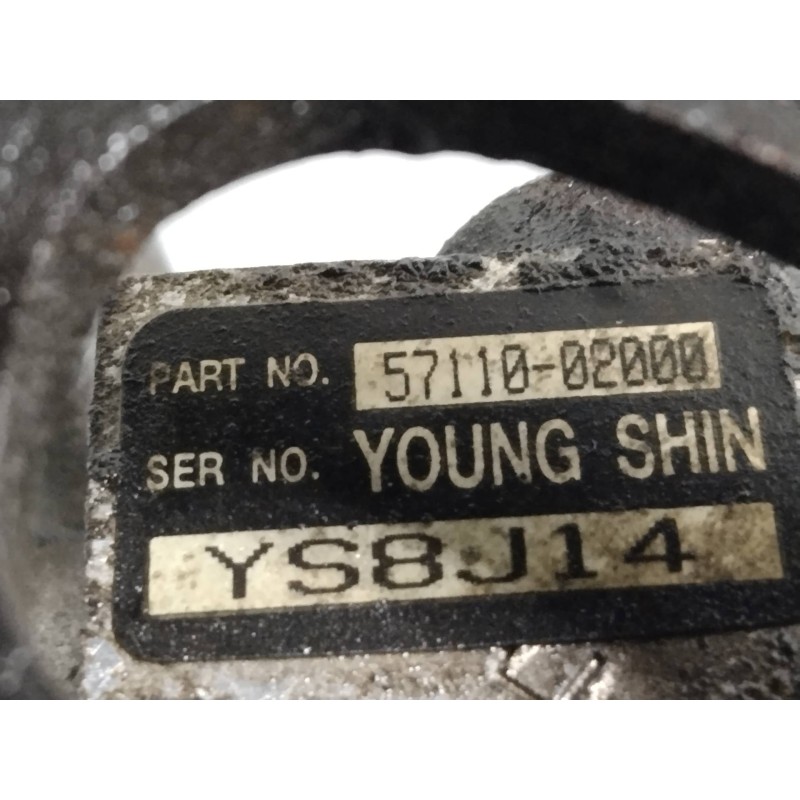 PART NO. 57110-02000
SER NO. YOUNG SHIN
YS8J14